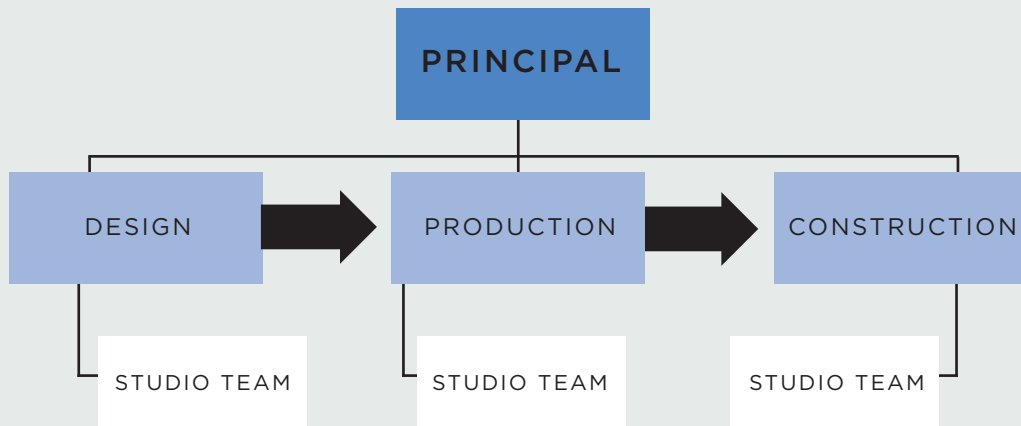 PRINCIPAL
DESIGN
PRODUCTION
CONSTRUCTION
STUDIO TEAM
STUDIO TEAM
STUDIO TEAM